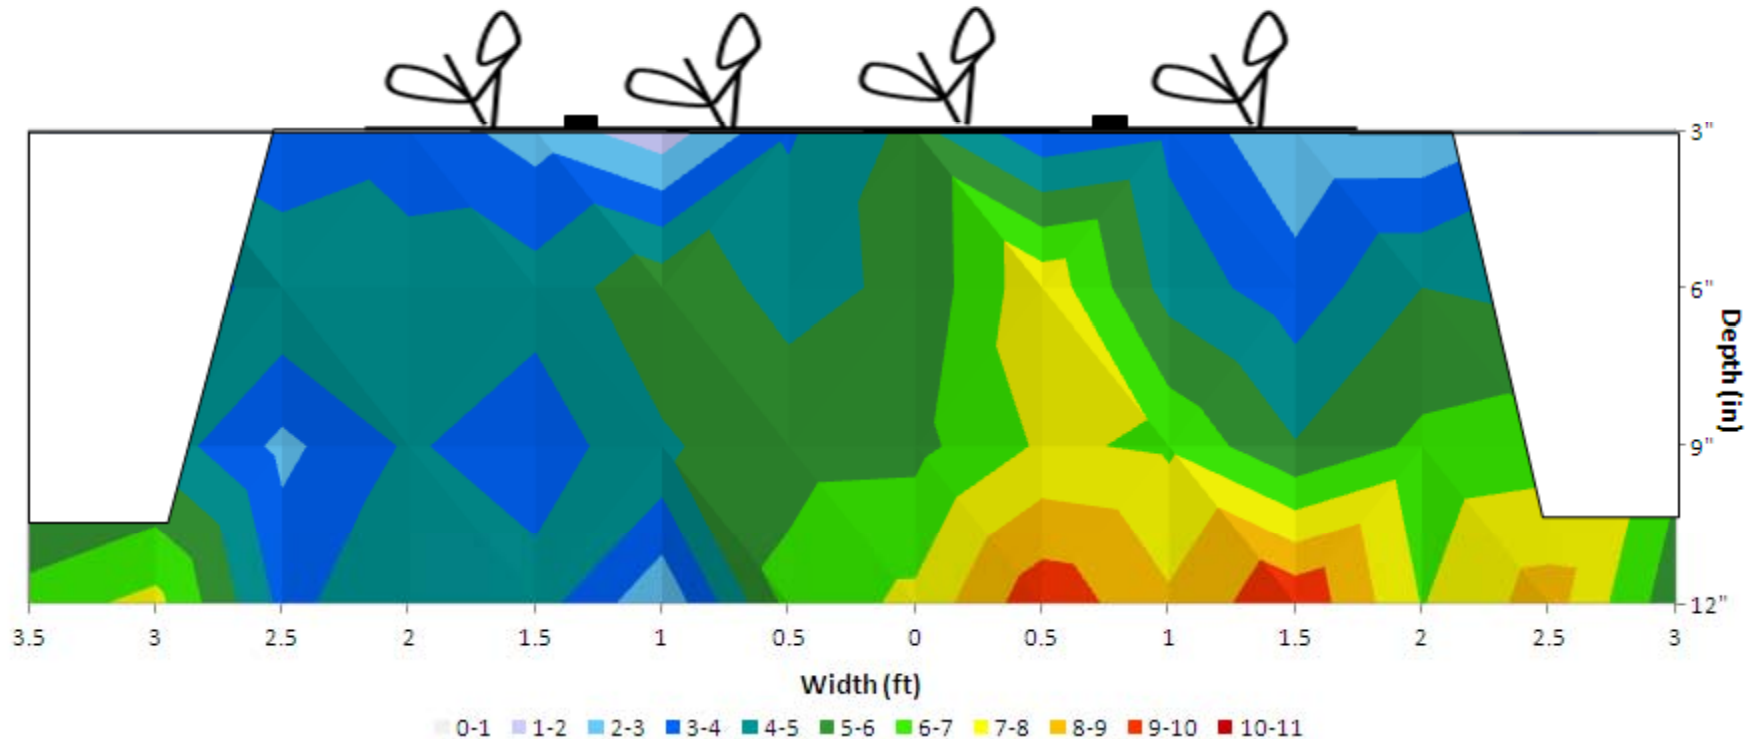 3"
6"
9"
12"
Depth (in)
3.5 3 2.5 2 1.5 1 0.5 0 0.5 1 1.5 2 2.5 3
Width (ft)
0-1 1-2 2-3 3-4 4-5 5-6 6-7 7-8 8-9 9-10 10-11